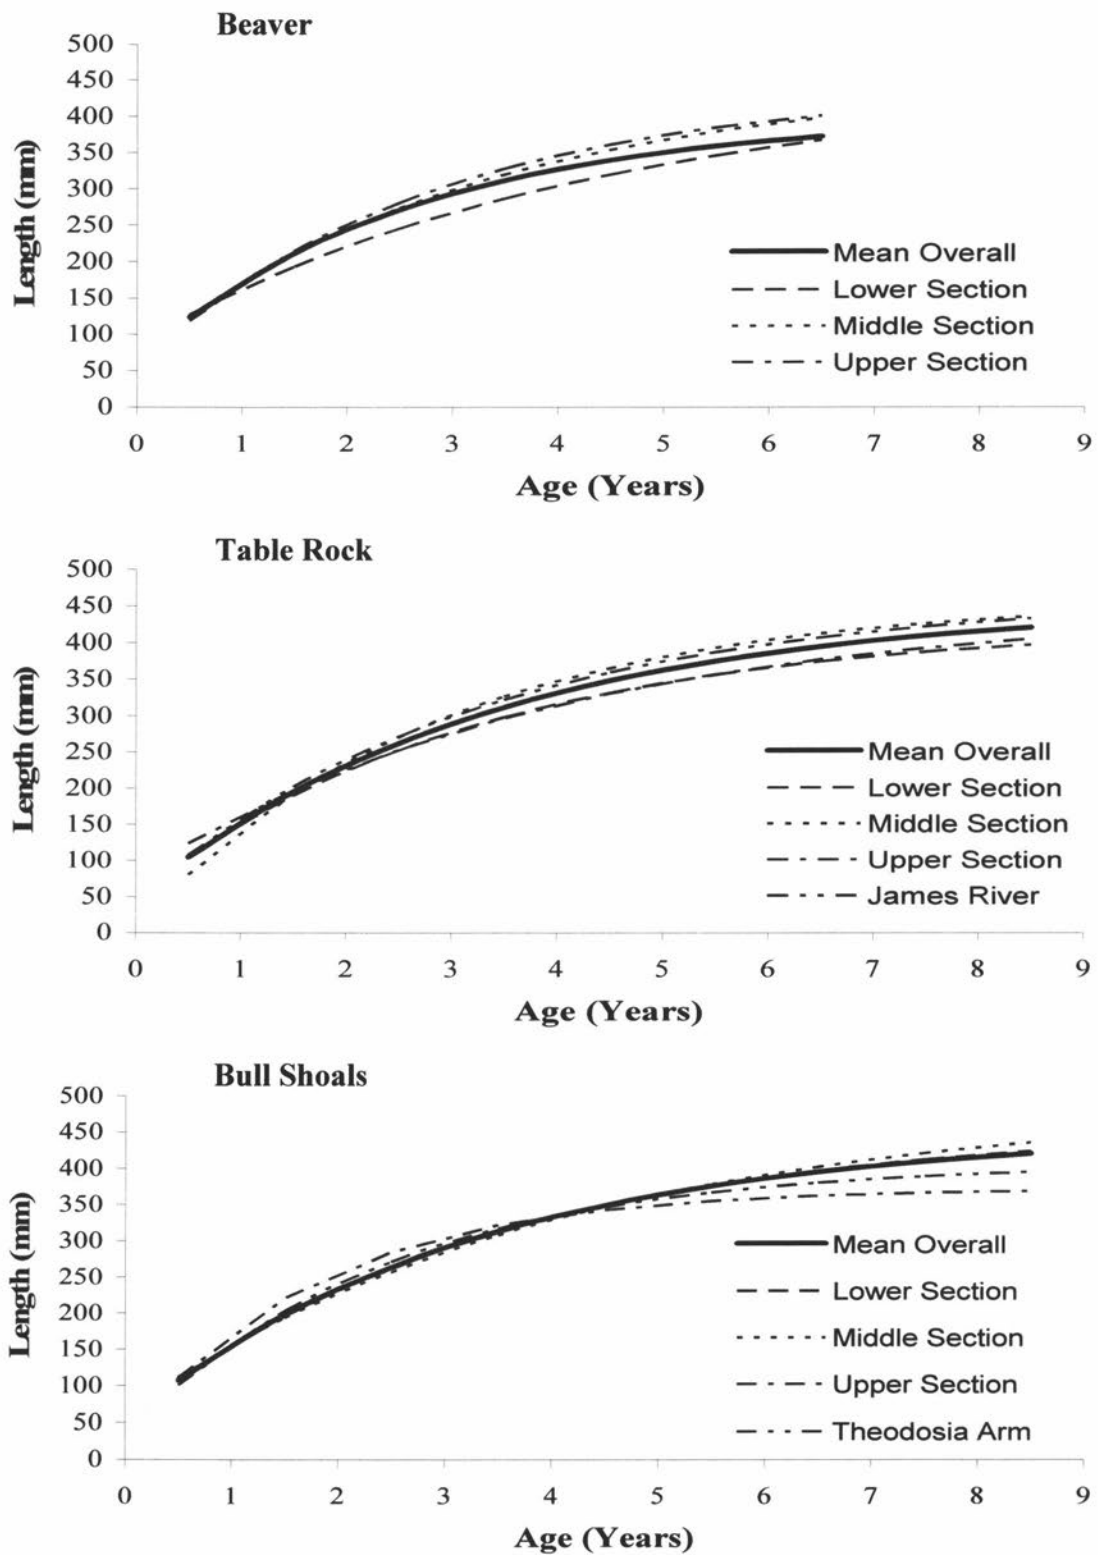 Beaver
500
450
400
350
300
250
200
150
100
50
0
Length (mm)
Mean Overall
Lower Section
Middle Section
Upper Section
0 1 2 3 4 5 6 7 8 9
Age (Years)
Table Rock
500
450
400
350
300
250
200
150
100
50
0
Length (mm)
Mean Overall
Lower Section
Middle Section
Upper Section
James River
0 1 2 3 4 5 6 7 8 9
Age (Years)
Bull Shoals
500
450
400
350
300
250
200
150
100
50
0
Length (mm)
Mean Overall
Lower Section
Middle Section
Upper Section
Theodosia Arm
0 1 2 3 4 5 6 7 8 9
Age (Years)